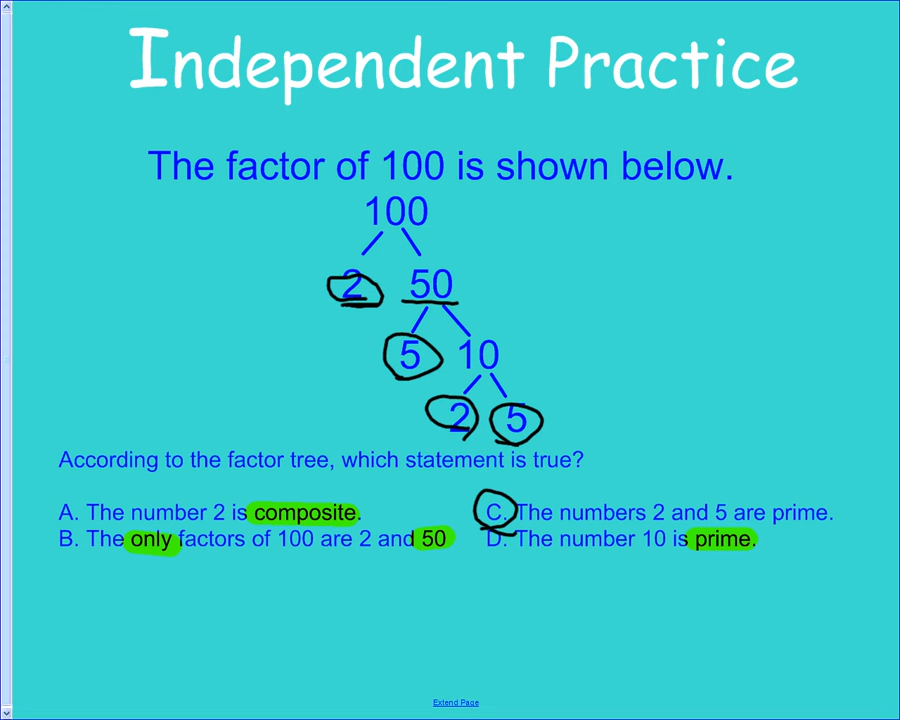 Independent Practice
The factor of 100 is shown below.
100
2 50
5 10
2 5
According to the factor tree, which statement is true?
A. The number 2 is composite.
C. The numbers 2 and 5 are prime.
B. The only factors of 100 are 2 and 50
D. The number 10 is prime.
Extend Page